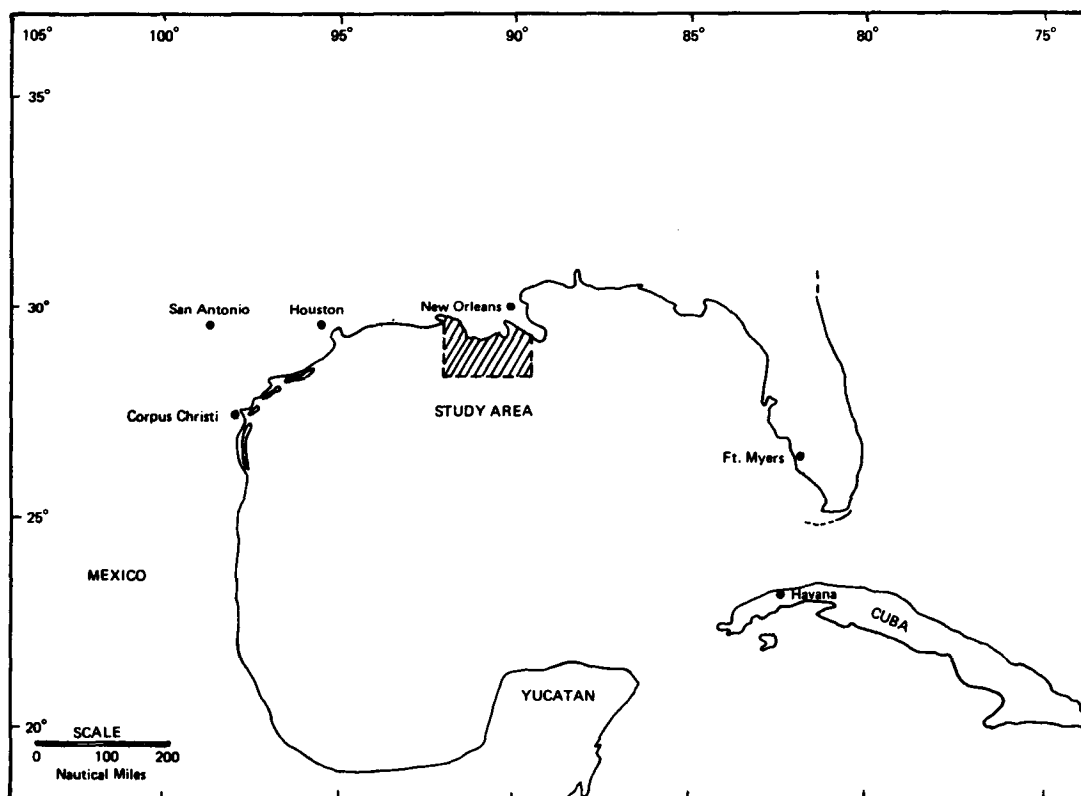 105°
100°
95°
90°
85°
80°
75°
35°
30°
San Antonio
Houston
New Orleans
STUDY AREA
Corpus Christi
Ft. Myers
25°
MEXICO
Havana
CUBA
YUCATAN
20°
SCALE
0 100 200
Nautical Miles